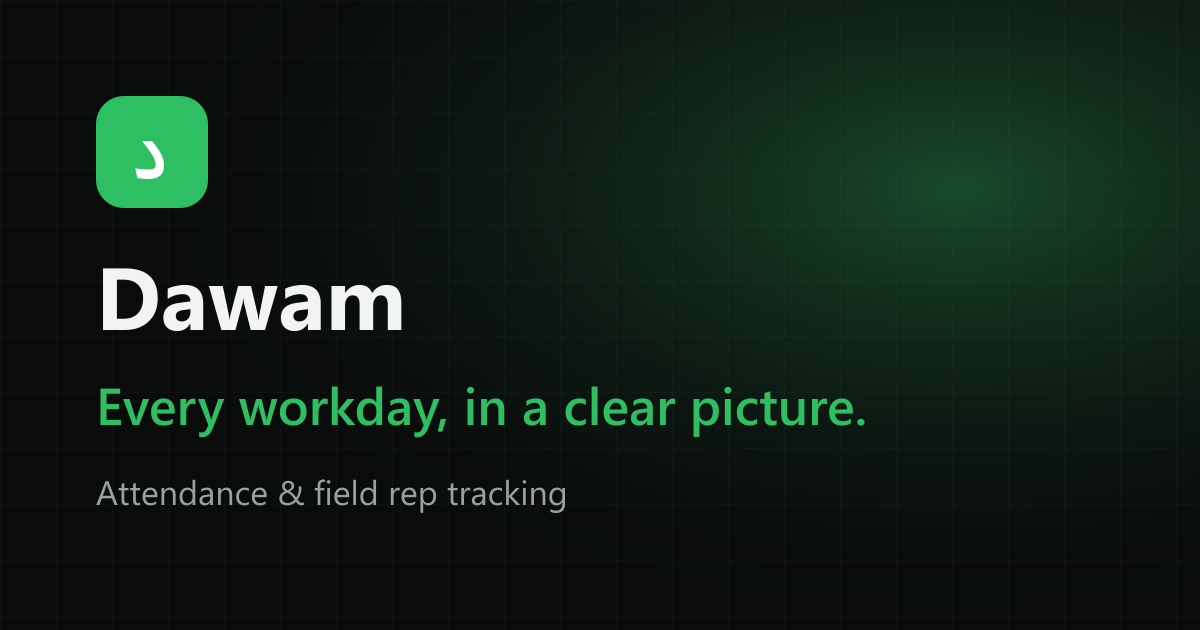 د
Dawam
Every workday, in a clear picture.
Attendance & field rep tracking